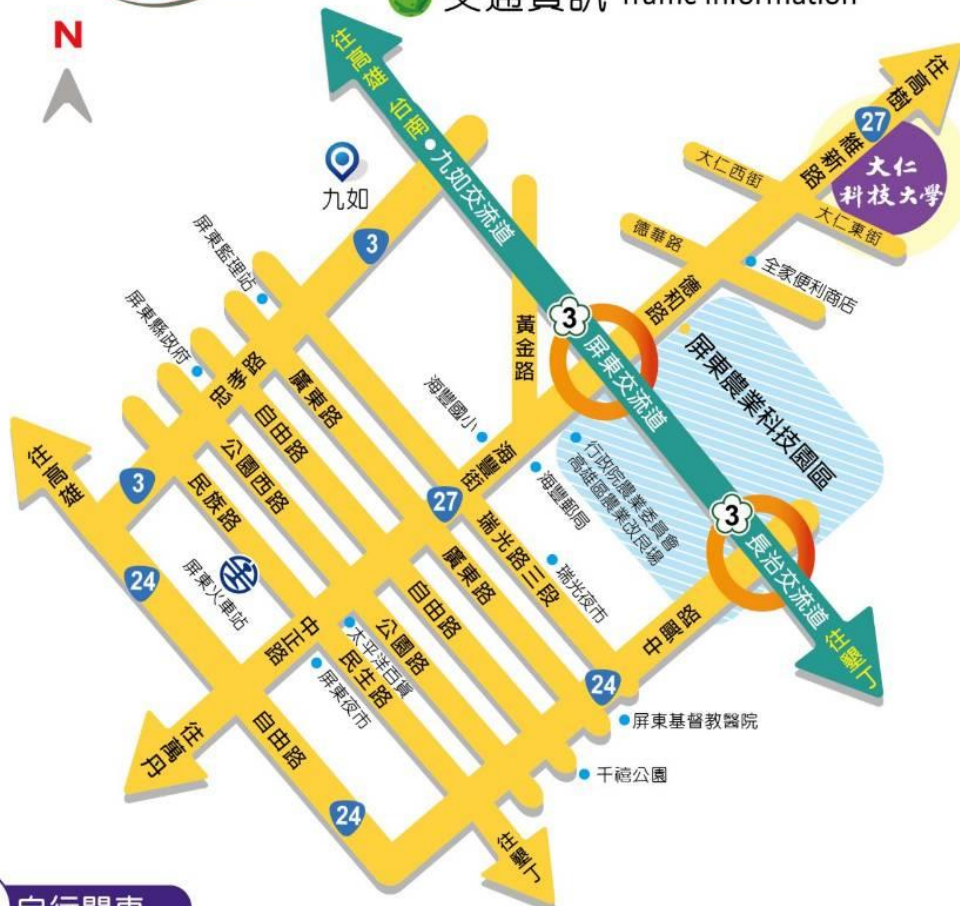 交通資訊 Traffic Information
N
往高雄 台南
九如交流道
往高樹
27
維新路
大仁
科技大學
大仁西街
大仁東街
德華路
全家便利商店
德和路
九如
3
屏東監理站
屏東縣政府
忠孝路
廣東路
自由路
公園西路
民族路
黃金路
3
屏東交流道
屏東農業科技園區
海豐國小
海豐街
海豐郵局
行政院農業委員會
高雄區農業改良場
往高雄
3
27
瑞光路三段
瑞光夜市
3
長治交流道
往墾丁
24
屏東火車站
中正路
廣東路
自由路
公園路
太平洋百貨
民生路
屏東夜市
中興路
24
屏東基督教醫院
千禧公園
往萬丹
自由路
24
往墾丁
自行開車